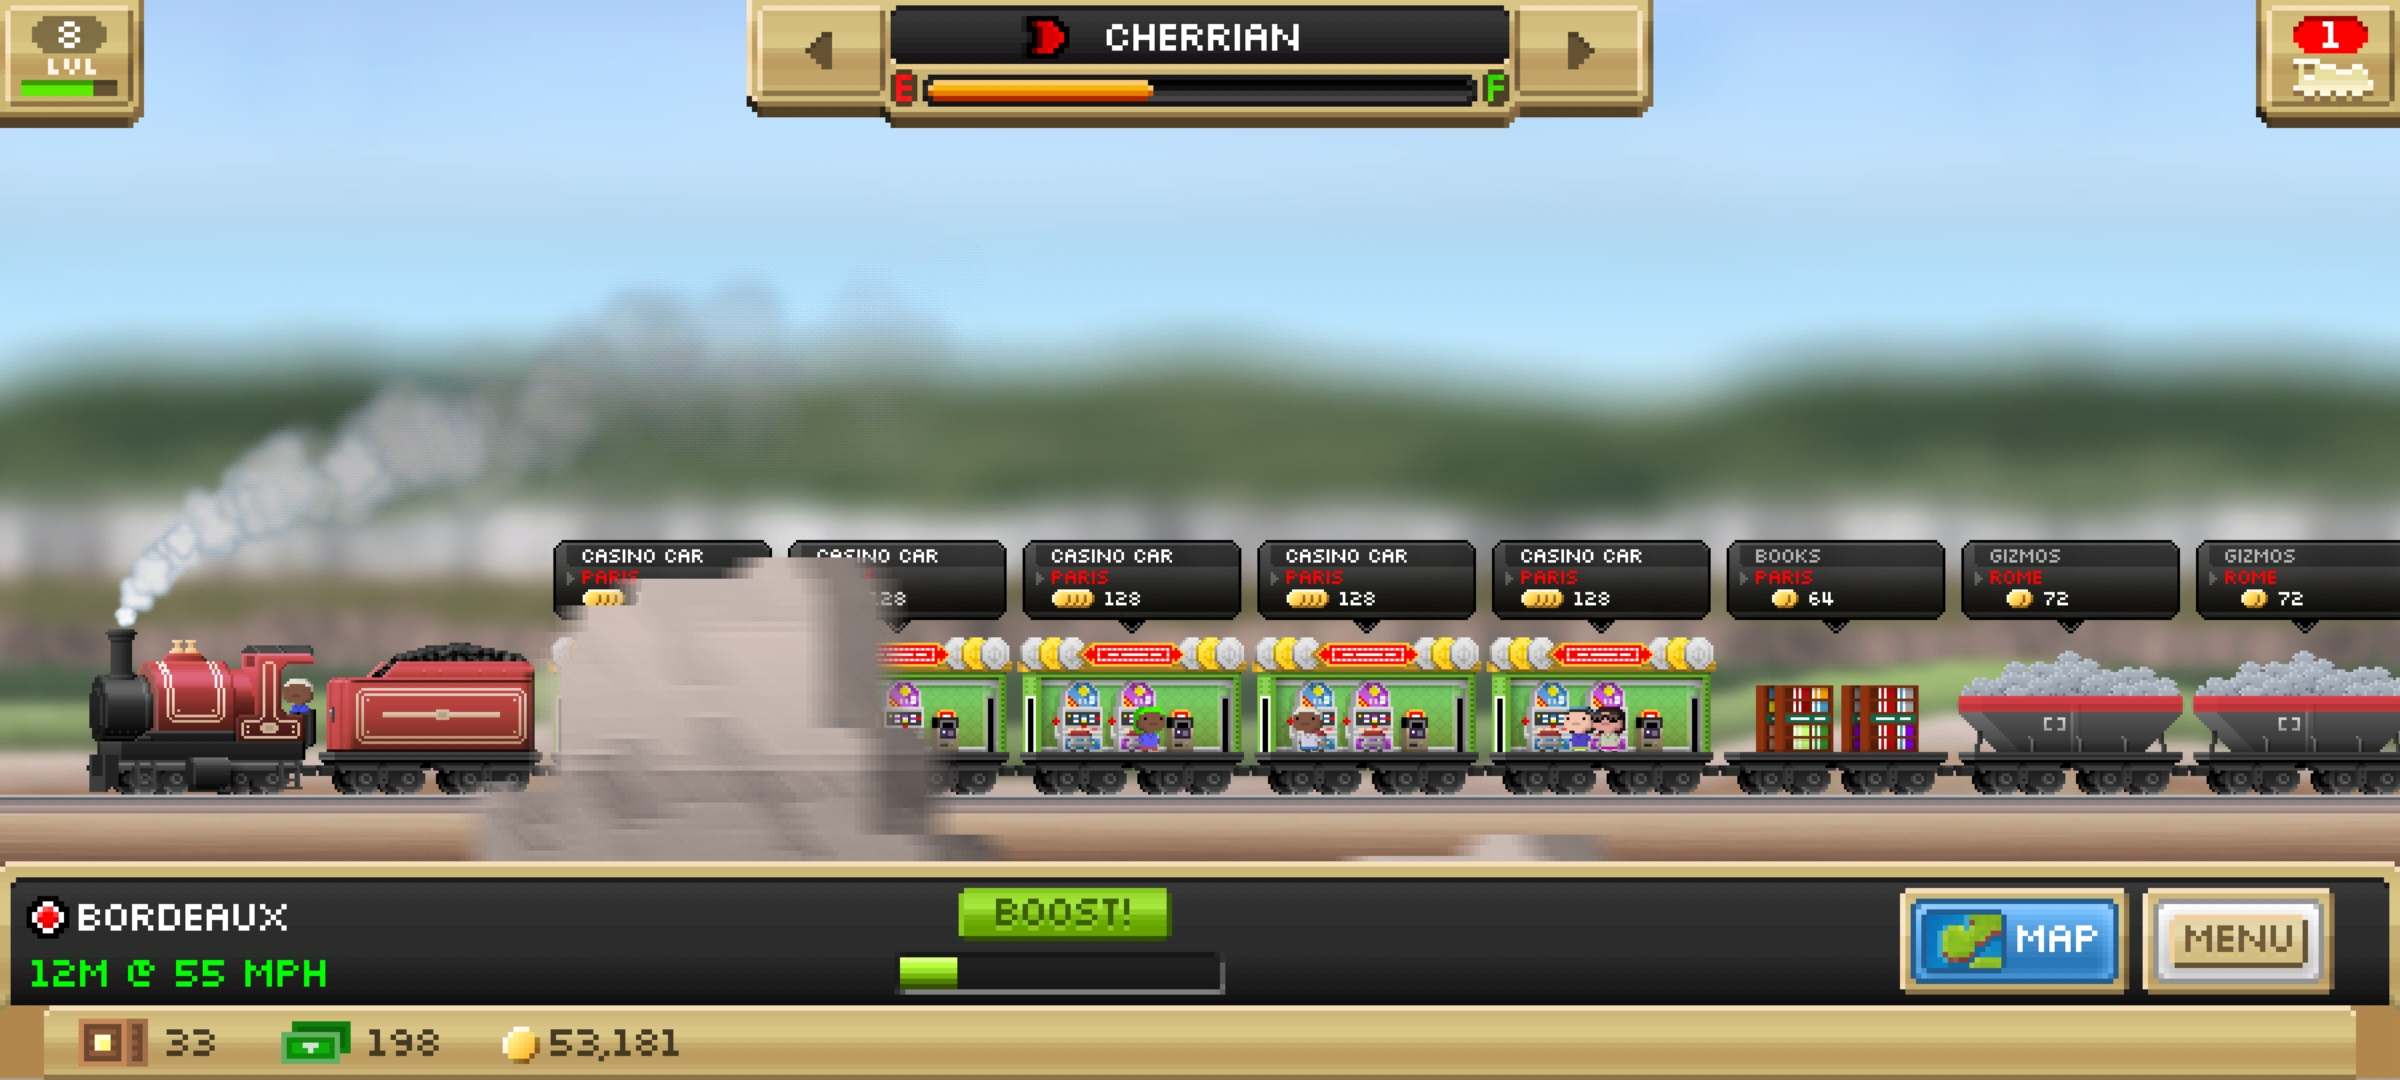 8
LVL
CHERRIAN
E F
1
CASINO CAR
PARIS
CASINO CAR
128
CASINO CAR
PARIS
128
CASINO CAR
PARIS
128
CASINO CAR
PARIS
128
BOOKS
PARIS
64
GIZMOS
ROME
72
GIZMOS
ROME
72
BORDEAUX
12M @ 55 MPH
BOOST!
MAP
MENU
33
198
53,181